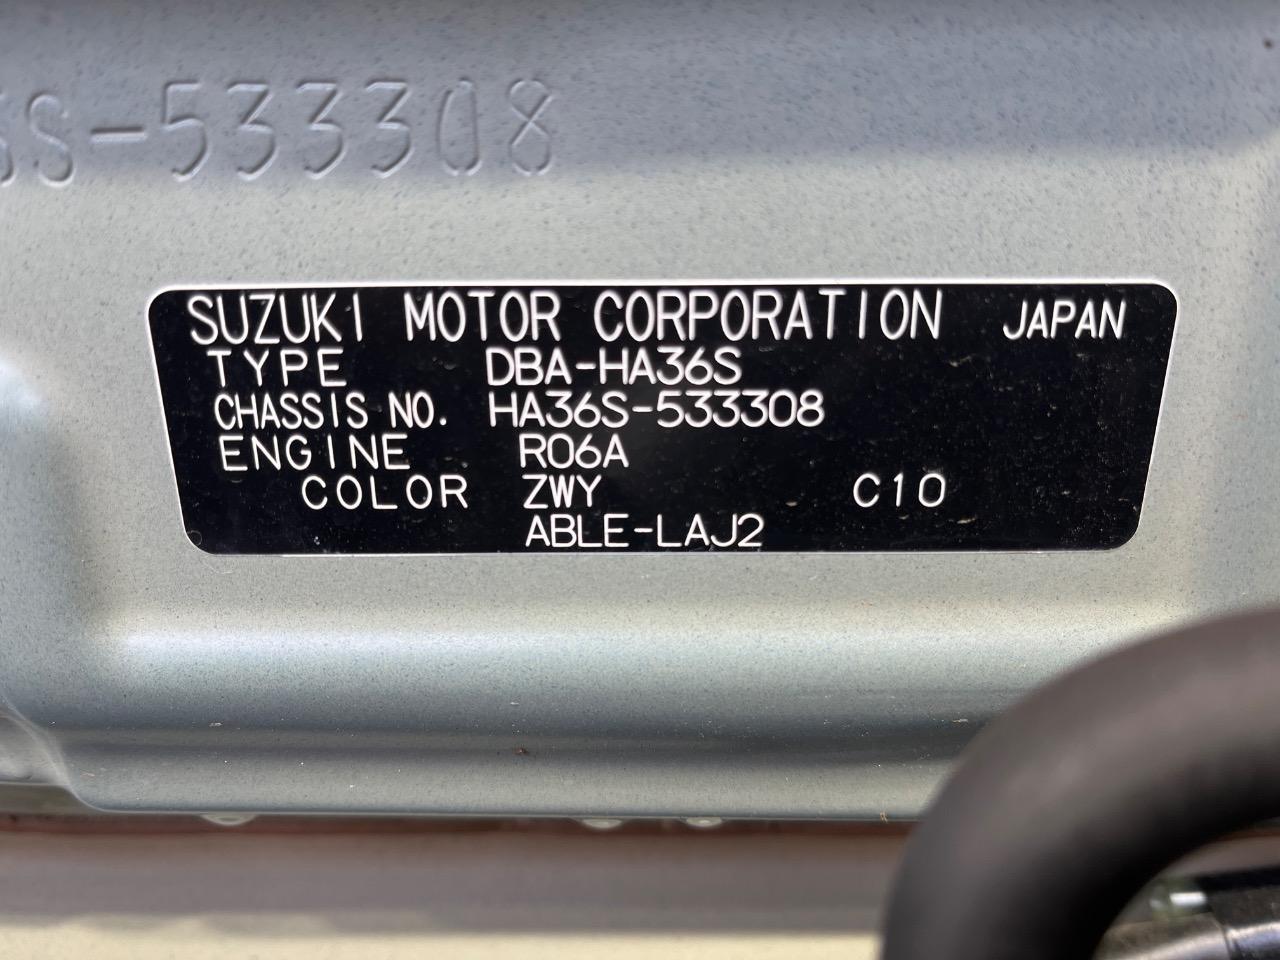 6S-533308
SUZUKI MOTOR CORPORATION JAPAN
TYPE DBA-HA36S
CHASSIS NO. HA36S-533308
ENGINE R06A
COLOR ZWY C10
ABLE-LAJ2